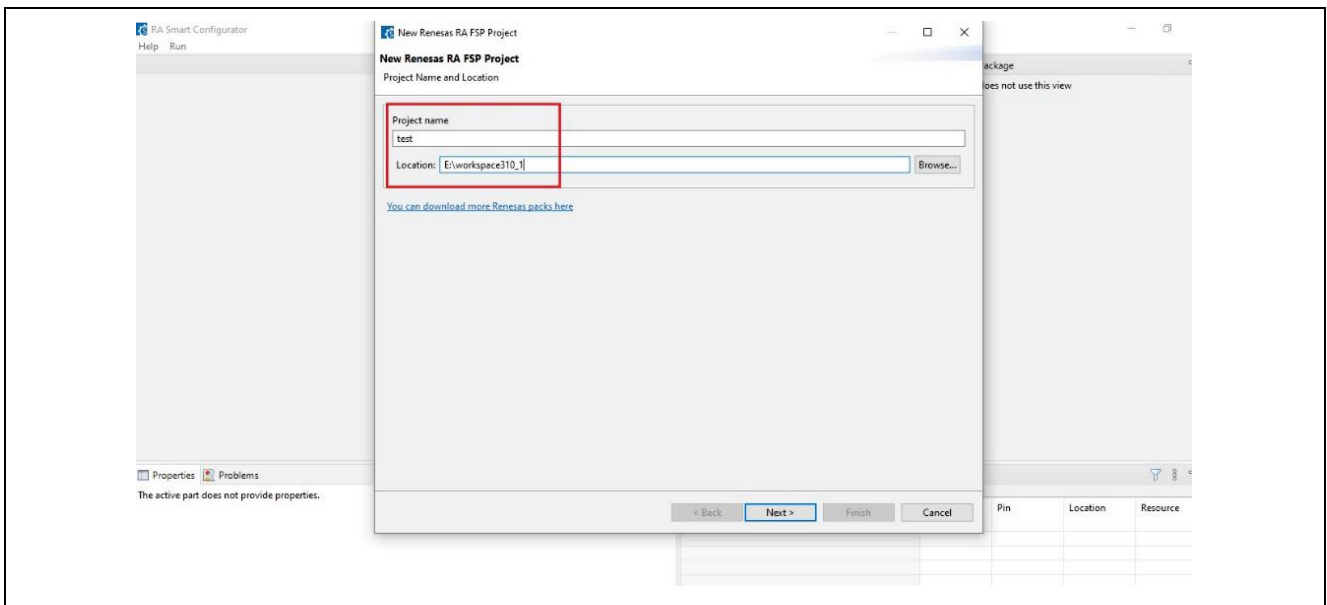 RA Smart Configurator
Help Run
New Renesas RA FSP Project
New Renesas RA FSP Project
Project Name and Location
Project name
test
Location: E:\workspace310_1
Browse...
You can download more Renesas packs here
< Back Next > Finish Cancel
ackage
loes not use this view
Properties Problems
The active part does not provide properties.
Pin Location Resource